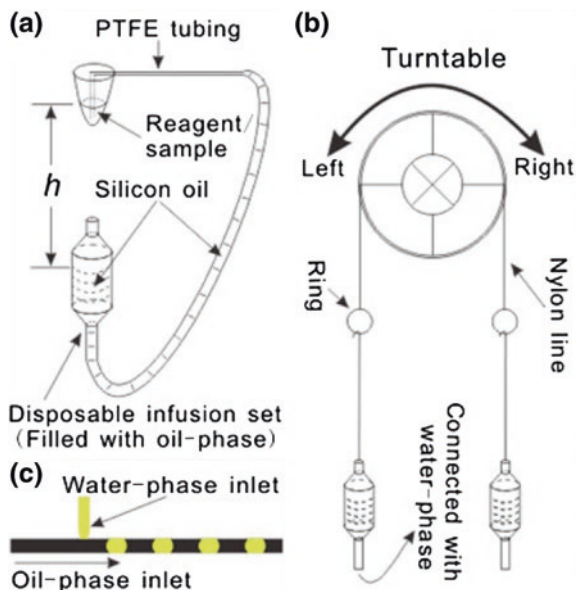 (a)
PTFE tubing
Reagent/
sample
h
Silicon oil
Disposable infusion set
(Filled with oil-phase)
(b)
Turntable
Left
Right
Ring
Nylon line
Connected with
water-phase
(c)
Water-phase inlet
Oil-phase inlet